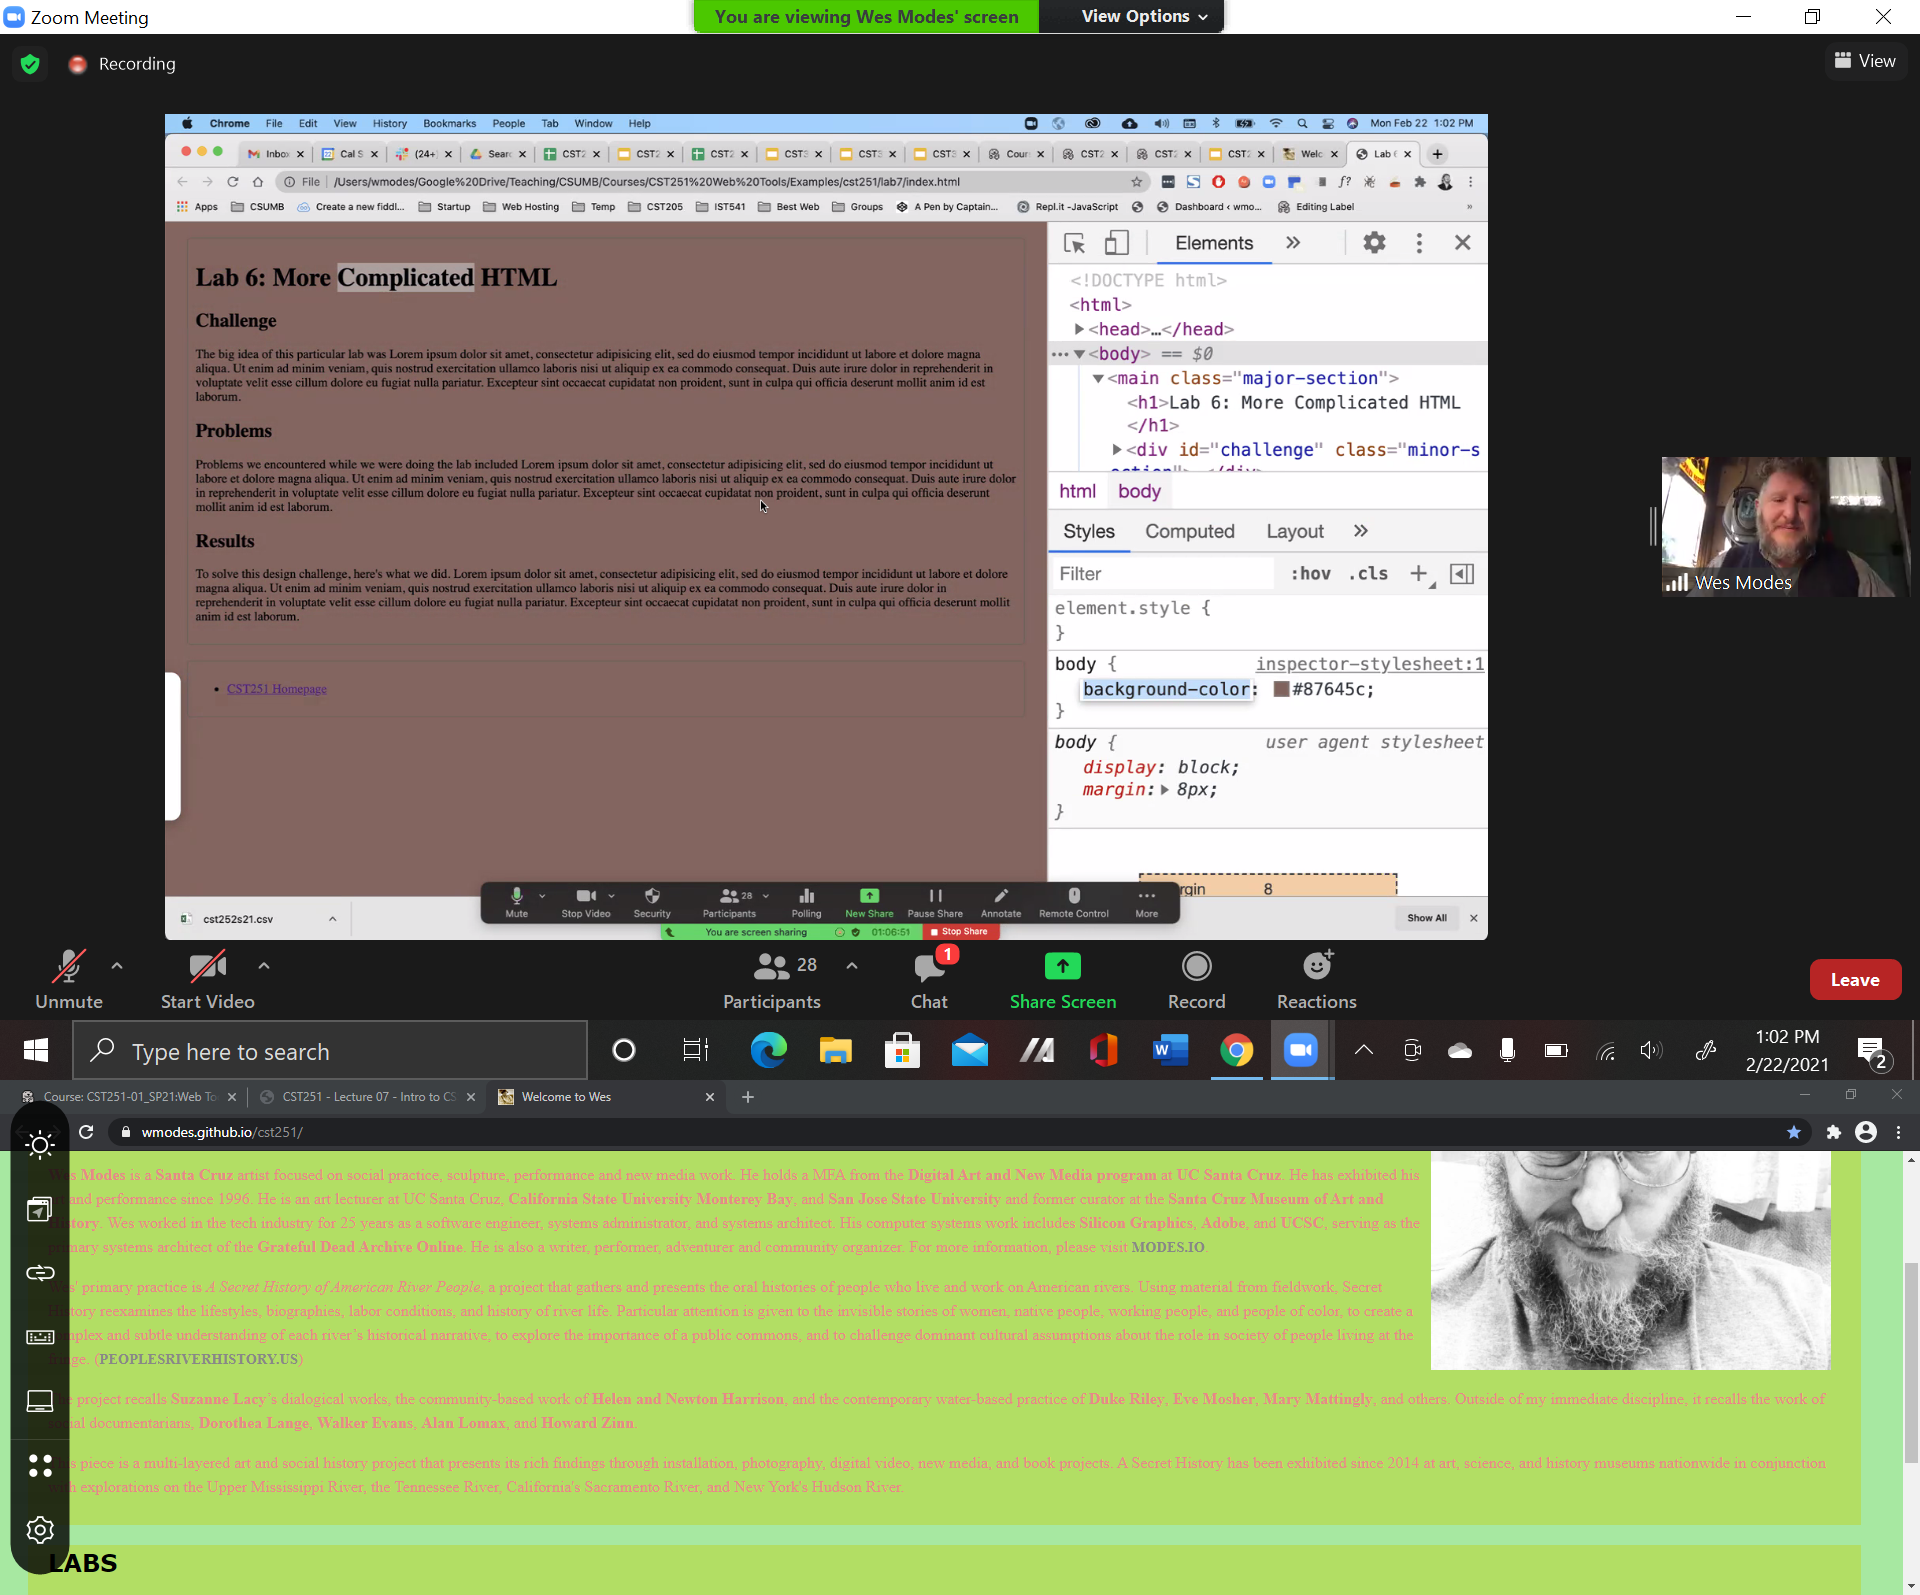 Zoom Meeting
You are viewing Wes Modes' screen
View Options
Recording
View
Chrome File Edit View History Bookmarks People Tab Window Help
Mon Feb 22 1:02 PM
Inbo Cal S (24+) Sear CST2 CST2 CST2 CST3 CST3 CST3 Cour CST2 CST2 CST2 Welc Lab 6
File /Users/wmodes/Google%20Drive/Teaching/CSUMB/Courses/CST251%20Web%20Tools/Examples/cst251/lab7/index.html
f?
Apps CSUMB Create a new fiddl... Startup Web Hosting Temp CST205 IST541 Best Web Groups A Pen by Captain... Repl.it -JavaScript Dashboard ‹ wmo... Editing Label »
Lab 6: More Complicated HTML
Challenge
The big idea of this particular lab was Lorem ipsum dolor sit amet, consectetur adipisicing elit, sed do eiusmod tempor incididunt ut labore et dolore magna
aliqua. Ut enim ad minim veniam, quis nostrud exercitation ullamco laboris nisi ut aliquip ex ea commodo consequat. Duis aute irure dolor in reprehenderit in
voluptate velit esse cillum dolore eu fugiat nulla pariatur. Excepteur sint occaecat cupidatat non proident, sunt in culpa qui officia deserunt mollit anim id est
laborum.
Problems
Problems we encountered while we were doing the lab included Lorem ipsum dolor sit amet, consectetur adipisicing elit, sed do eiusmod tempor incididunt ut
labore et dolore magna aliqua. Ut enim ad minim veniam, quis nostrud exercitation ullamco laboris nisi ut aliquip ex ea commodo consequat. Duis aute irure dolor
in reprehenderit in voluptate velit esse cillum dolore eu fugiat nulla pariatur. Excepteur sint occaecat cupidatat non proident, sunt in culpa qui officia deserunt
mollit anim id est laborum.
Results
To solve this design challenge, here's what we did. Lorem ipsum dolor sit amet, consectetur adipisicing elit, sed do eiusmod tempor incididunt ut labore et dolore
magna aliqua. Ut enim ad minim veniam, quis nostrud exercitation ullamco laboris nisi ut aliquip ex ea commodo consequat. Duis aute irure dolor in
reprehenderit in voluptate velit esse cillum dolore eu fugiat nulla pariatur. Excepteur sint occaecat cupidatat non proident, sunt in culpa qui officia deserunt mollit
anim id est laborum.
• CST251 Homepage
Elements »
<!DOCTYPE html>
<html>
<head>…</head>
<body> == $0
<main class="major-section">
<h1>Lab 6: More Complicated HTML
</h1>
<div id="challenge" class="minor-s
html body
Styles Computed Layout »
Filter :hov .cls +
element.style {
}
body { inspector-stylesheet:1
background-color: #87645c;
}
body { user agent stylesheet
display: block;
margin: 8px;
}
rgin 8
Mute Stop Video Security Participants 28 Polling New Share Pause Share Annotate Remote Control More
You are screen sharing 01:06:51 Stop Share
cst252s21.csv
Show All
Wes Modes
Unmute Start Video Participants 28 Chat 1 Share Screen Record Reactions Leave
Type here to search
1:02 PM
2/22/2021
2
Course: CST251-01_SP21:Web To CST251 - Lecture 07 - Intro to CS Welcome to Wes
wmodes.github.io/cst251/
Modes is a Santa Cruz artist focused on social practice, sculpture, performance and new media work. He holds a MFA from the Digital Art and New Media program at UC Santa Cruz. He has exhibited his
and performance since 1996. He is an art lecturer at UC Santa Cruz, California State University Monterey Bay, and San Jose State University and former curator at the Santa Cruz Museum of Art and
tory. Wes worked in the tech industry for 25 years as a software engineer, systems administrator, and systems architect. His computer systems work includes Silicon Graphics, Adobe, and UCSC, serving as the
mary systems architect of the Grateful Dead Archive Online. He is also a writer, performer, adventurer and community organizer. For more information, please visit MODES.IO.
es' primary practice is A Secret History of American River People, a project that gathers and presents the oral histories of people who live and work on American rivers. Using material from fieldwork, Secret
tory reexamines the lifestyles, biographies, labor conditions, and history of river life. Particular attention is given to the invisible stories of women, native people, working people, and people of color, to create a
mplex and subtle understanding of each river's historical narrative, to explore the importance of a public commons, and to challenge dominant cultural assumptions about the role in society of people living at the
ge. (PEOPLESRIVERHISTORY.US)
e project recalls Suzanne Lacy's dialogical works, the community-based work of Helen and Newton Harrison, and the contemporary water-based practice of Duke Riley, Eve Mosher, Mary Mattingly, and others. Outside of my immediate discipline, it recalls the work of
al documentarians, Dorothea Lange, Walker Evans, Alan Lomax, and Howard Zinn.
s piece is a multi-layered art and social history project that presents its rich findings through installation, photography, digital video, new media, and book projects. A Secret History has been exhibited since 2014 at art, science, and history museums nationwide in conjunction
h explorations on the Upper Mississippi River, the Tennessee River, California's Sacramento River, and New York's Hudson River.
LABS